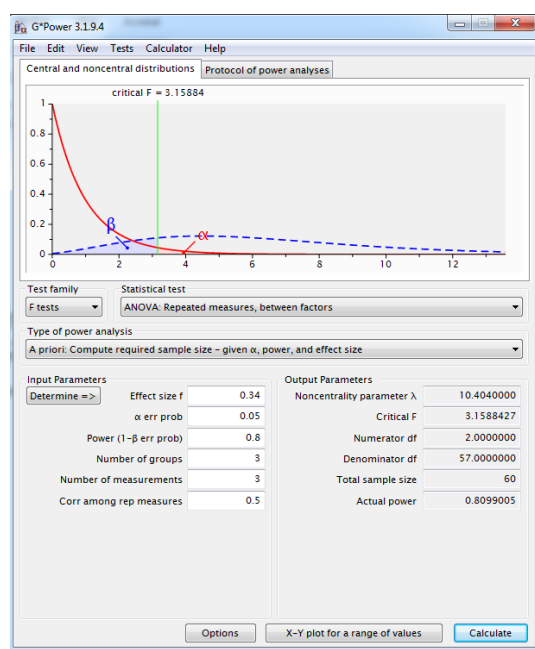 G*Power 3.1.9.4
File Edit View Tests Calculator Help
Central and noncentral distributions Protocol of power analyses
critical F = 3.15884
1
0.8
0.6
0.4
0.2
0
β
α
0 2 4 6 8 10 12
Test family Statistical test
F tests ANOVA: Repeated measures, between factors
Type of power analysis
A priori: Compute required sample size – given α, power, and effect size
Input Parameters Output Parameters
Determine => Effect size f 0.34 Noncentrality parameter λ 10.4040000
α err prob 0.05 Critical F 3.1588427
Power (1-β err prob) 0.8 Numerator df 2.0000000
Number of groups 3 Denominator df 57.0000000
Number of measurements 3 Total sample size 60
Corr among rep measures 0.5 Actual power 0.8099005
Options X-Y plot for a range of values Calculate